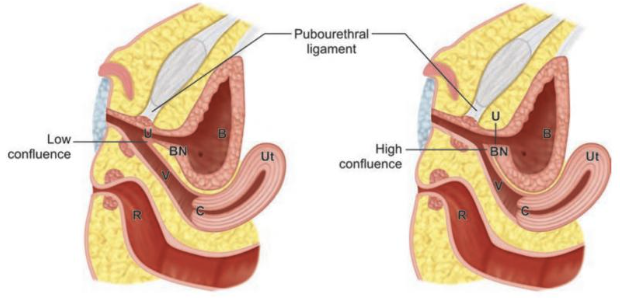 Pubourethral
ligament
Low
confluence
U
B
BN
Ut
V
C
R
High
confluence
U
B
BN
Ut
V
C
R